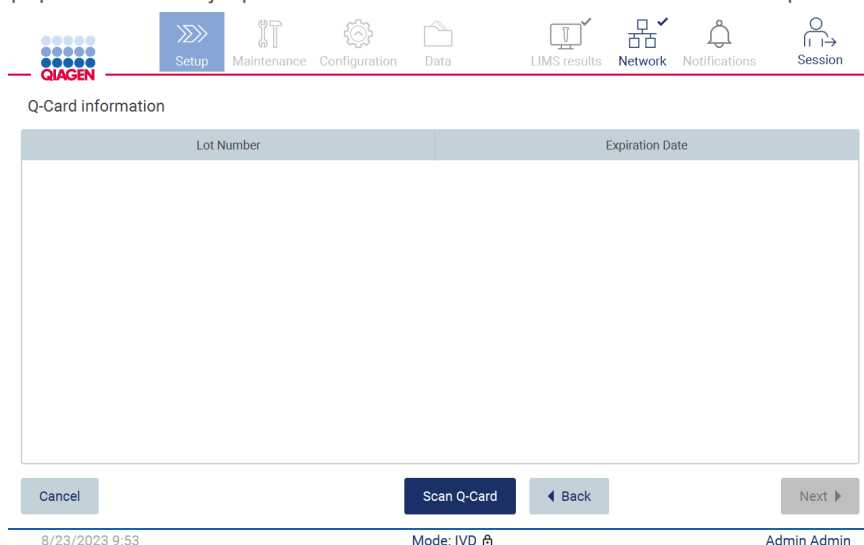 Setup Maintenance Configuration Data LIMS results Network Notifications Session
QIAGEN
Q-Card information
Lot Number Expiration Date
Cancel Scan Q-Card Back Next
8/23/2023 9:53 Mode: IVD Admin Admin